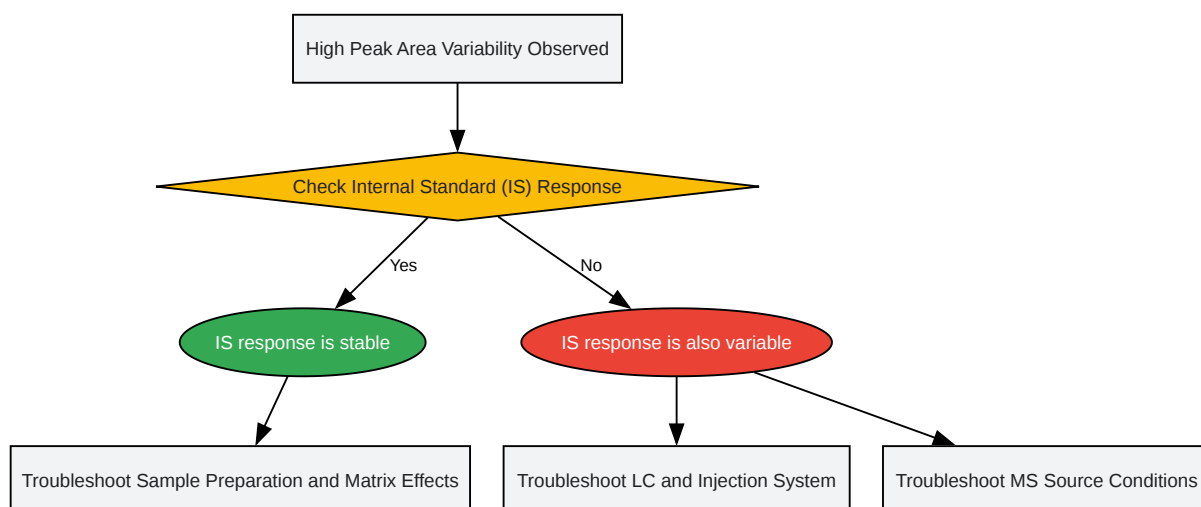 High Peak Area Variability Observed
Check Internal Standard (IS) Response
Yes
No
IS response is stable
IS response is also variable
Troubleshoot Sample Preparation and Matrix Effects
Troubleshoot LC and Injection System
Troubleshoot MS Source Conditions